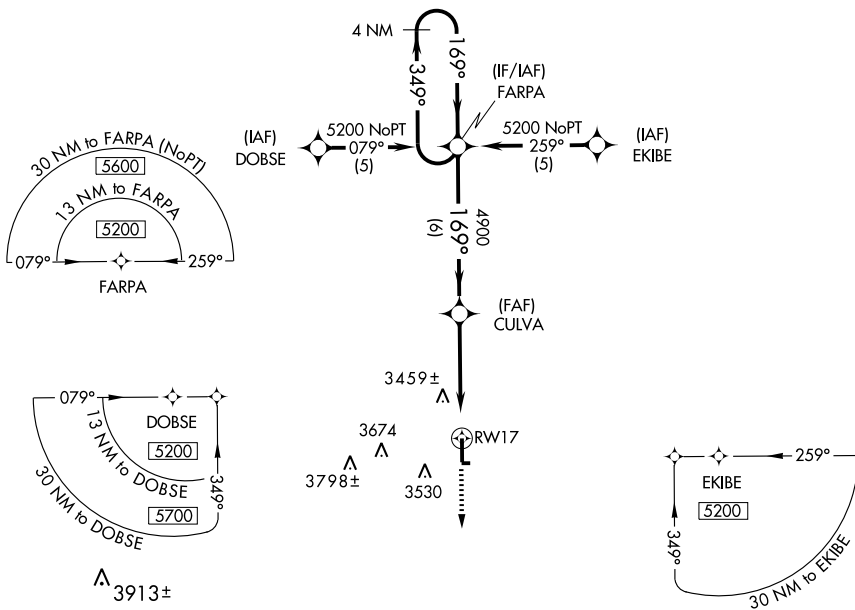 4 NM
349°
169°
(IF/IAF)
FARPA
(IAF)
DOBSE
5200 NoPT
079°
(5)
5200 NoPT
259°
(5)
(IAF)
EKIBE
30 NM to FARPA (NoPT)
5600
13 NM to FARPA
5200
079°
259°
FARPA
4900
169°
(6)
(FAF)
CULVA
3459±
3674
3798±
3530
RW17
079°
DOBSE
5200
13 NM to DOBSE
5700
30 NM to DOBSE
349°
3913±
259°
EKIBE
5200
349°
30 NM to EKIBE